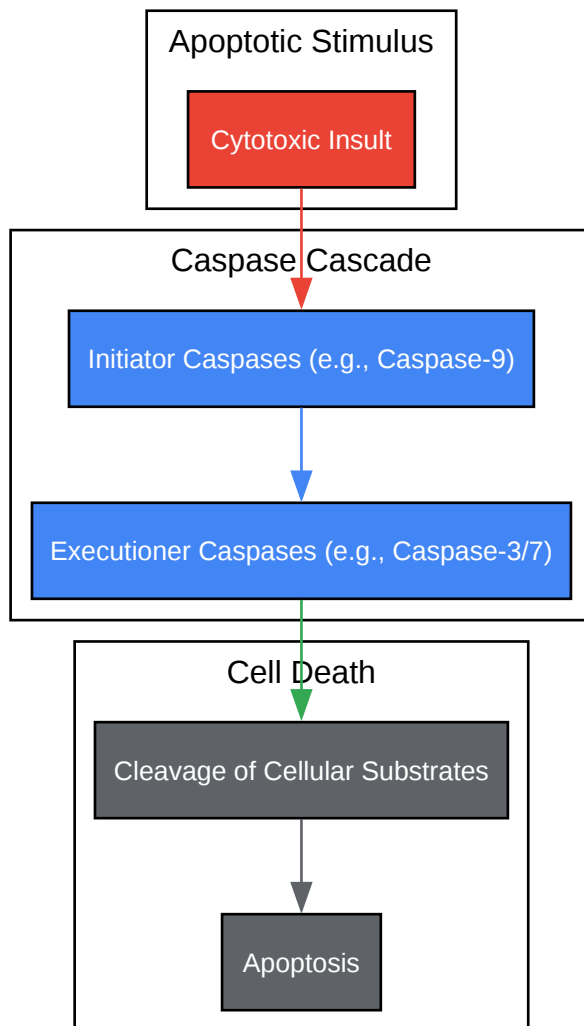 Apoptotic Stimulus
Cytotoxic Insult
Caspase Cascade
Initiator Caspases (e.g., Caspase-9)
Executioner Caspases (e.g., Caspase-3/7)
Cell Death
Cleavage of Cellular Substrates
Apoptosis